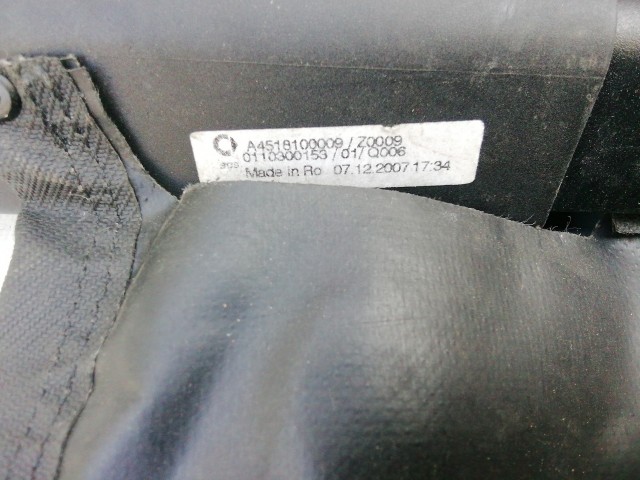 A4518100009 / Z0009
0110300153 / 01 / Q006
Made in Ro 07.12.2007 17:34